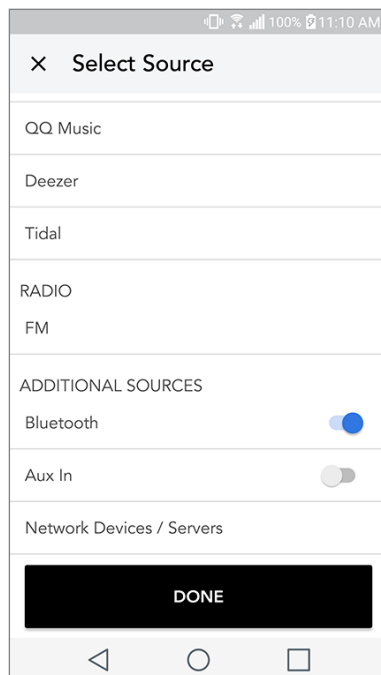 100% 11:10 AM
Select Source
QQ Music
Deezer
Tidal
RADIO
FM
ADDITIONAL SOURCES
Bluetooth
Aux In
Network Devices / Servers
DONE